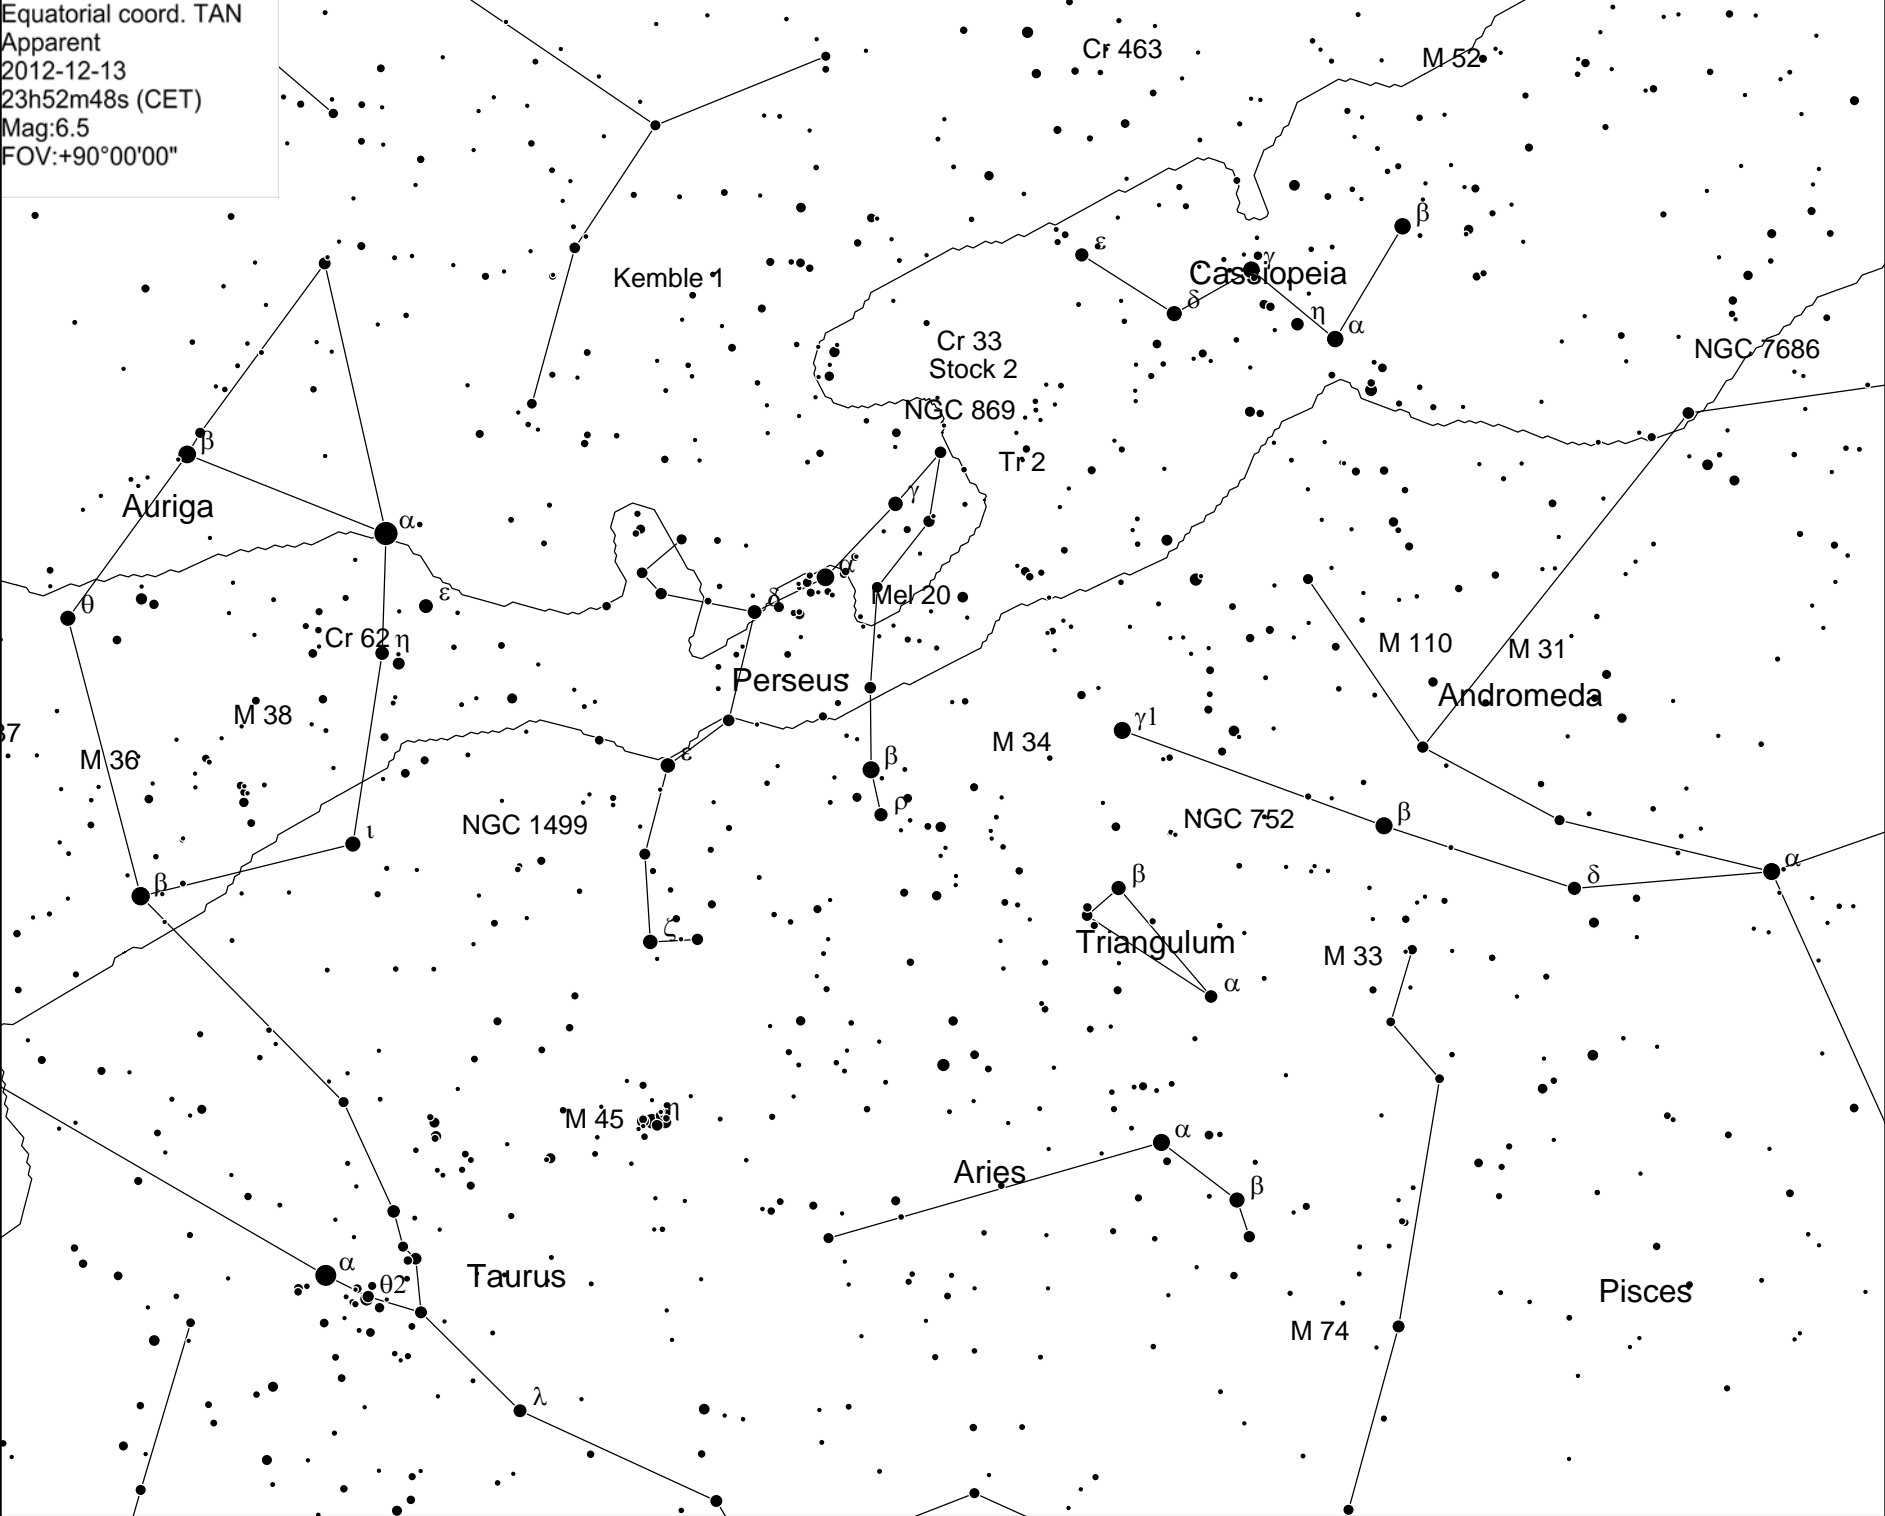 Equatorial coord. TAN
Apparent
2012-12-13
23h52m48s (CET)
Mag:6.5
FOV:+90°00'00"
Cr 463
M 52
β
ε
γ
Cassiopeia
Kemble 1
δ
η
α
Cr 33
Stock 2
NGC 7686
NGC 869
β
Tr 2
γ
Auriga
α
α
ε
θ
δ
Mel 20
Cr 62
η
M 110
M 31
Perseus
Andromeda
M 38
γ1
37
M 34
M 36
ε
β
ρ
NGC 1499
NGC 752
β
ι
α
β
β
δ
ζ
Triangulum
M 33
α
M 45
η
α
Aries
β
α
θ2
Taurus
Pisces
M 74
λ